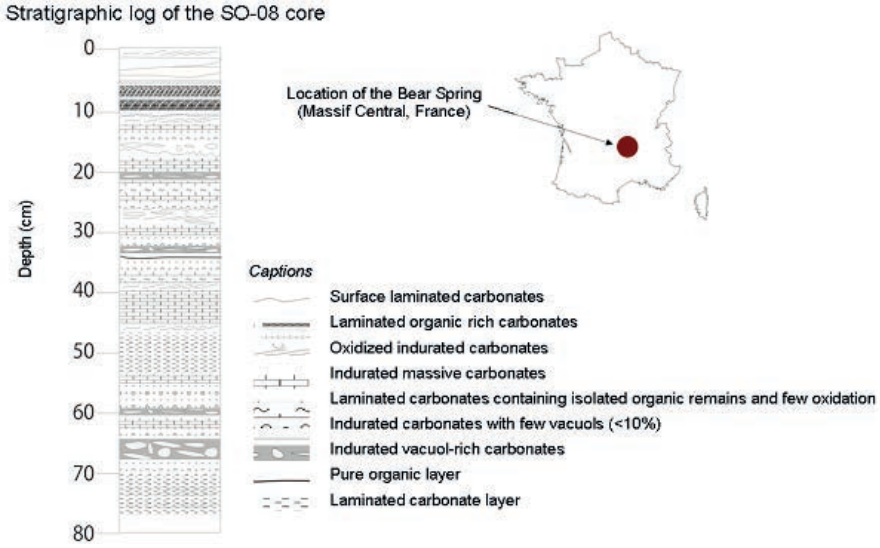 Stratigraphic log of the SO-08 core
0
10
20
30
40
50
60
70
80
Depth (cm)
Location of the Bear Spring
(Massif Central, France)
Captions
Surface laminated carbonates
Laminated organic rich carbonates
Oxidized indurated carbonates
Indurated massive carbonates
Laminated carbonates containing isolated organic remains and few oxidation
Indurated carbonates with few vacuols (<10%)
Indurated vacuol-rich carbonates
Pure organic layer
Laminated carbonate layer